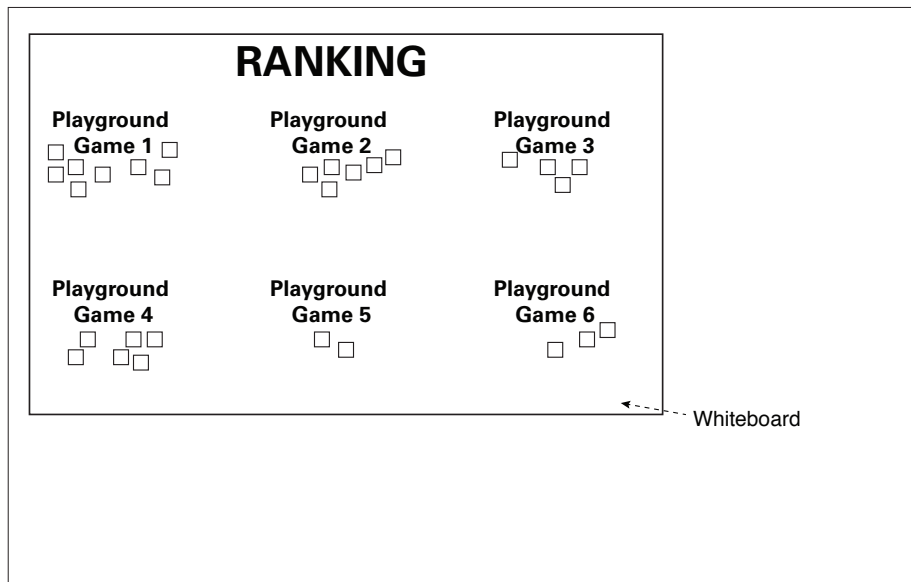 RANKING
Playground
Game 1
Playground
Game 2
Playground
Game 3
Playground
Game 4
Playground
Game 5
Playground
Game 6
Whiteboard